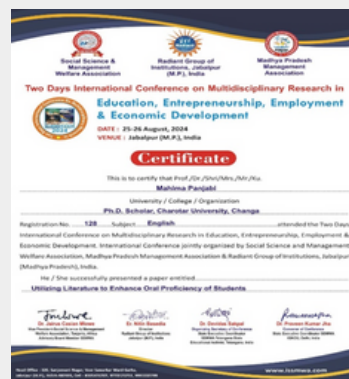 Social Science &
Management
Welfare Association
Radiant Group of
Institutions, Jabalpur
(M.P.), India
Madhya Pradesh
Management
Association
Two Days International Conference on Multidisciplinary Research in
Education, Entrepreneurship, Employment
& Economic Development
DATE : 25-26 August, 2024
VENUE : Jabalpur (M.P.), India
Certificate
This is to certify that Prof./Dr./Shri/Mrs./Mr./Ku.
Mahima Panjabi
University / College / Organization
Ph.D. Scholar, Charotar University, Changa
Registration No. 128 Subject English attended the Two Days
International Conference on Multidisciplinary Research in Education, Entrepreneurship, Employment &
Economic Development. International Conference jointly organized by Social Science and Management
Welfare Association, Madhya Pradesh Management Association & Radiant Group of Institutions, Jabalpur
(Madhya Pradesh), India.
He / She successfully presented a paper entitled
Utilizing Literature to Enhance Oral Proficiency of Students